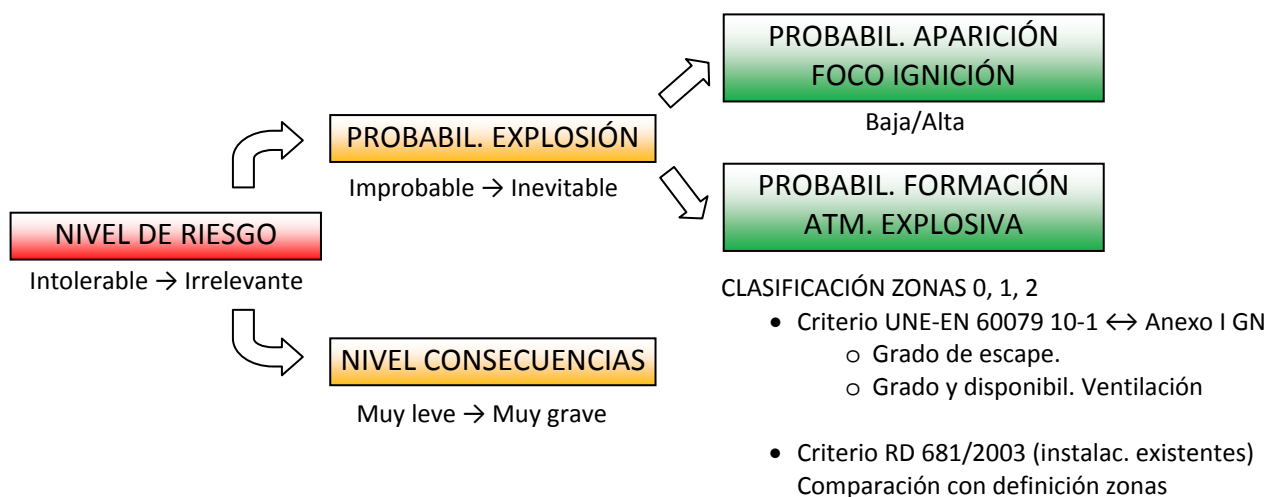 NIVEL DE RIESGO
Intolerable → Irrelevante
PROBABIL. EXPLOSIÓN
Improbable → Inevitable
NIVEL CONSECUENCIAS
Muy leve → Muy grave
PROBABIL. APARICIÓN
FOCO IGNICIÓN
Baja/Alta
PROBABIL. FORMACIÓN
ATM. EXPLOSIVA
CLASIFICACIÓN ZONAS 0, 1, 2
• Criterio UNE-EN 60079 10-1 ↔ Anexo I GN
o Grado de escape.
o Grado y disponibil. Ventilación
• Criterio RD 681/2003 (instalac. existentes)
Comparación con definición zonas